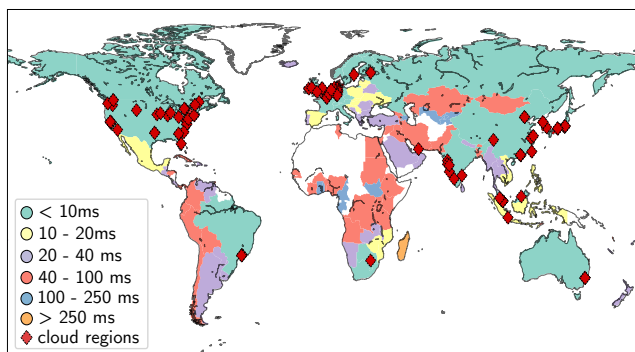 < 10ms
10 - 20ms
20 - 40 ms
40 - 100 ms
100 - 250 ms
> 250 ms
cloud regions